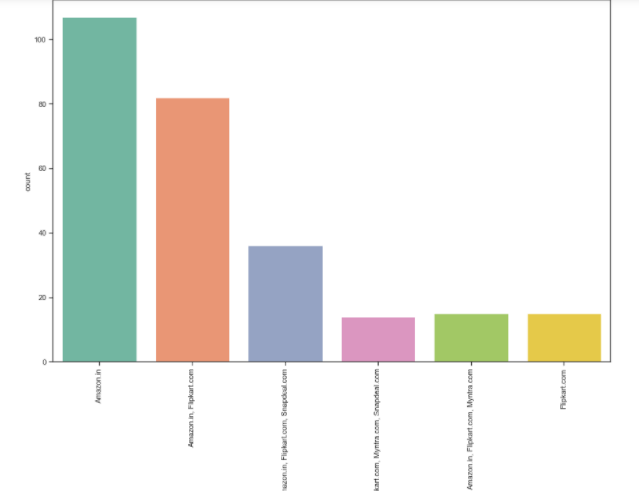 100
80
60
40
20
0
count
Amazon.in
Amazon.in, Flipkart.com
Flipkart.com, Snapdeal.com
Myntra.com, Snapdeal.com
Amazon.in, Flipkart.com, Myntra.com
Flipkart.com